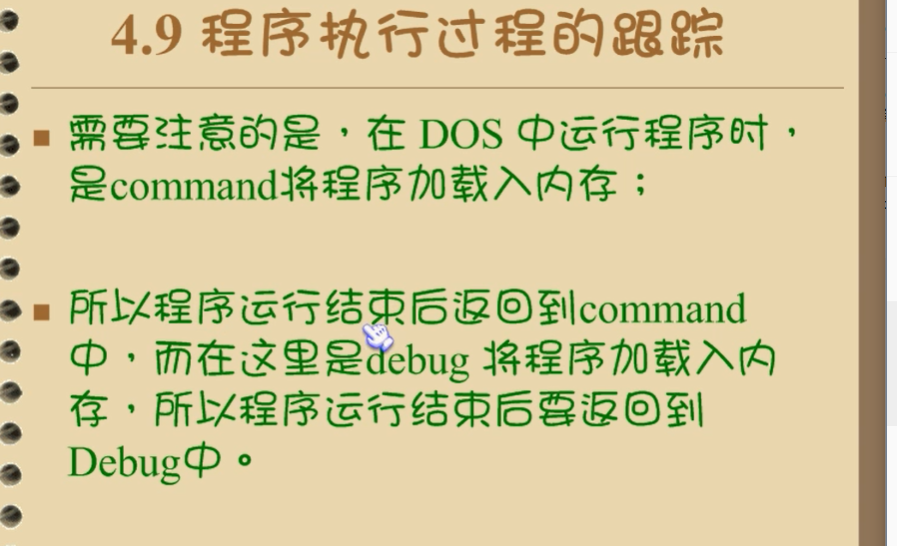 4.9 程序执行过程的跟踪
需要注意的是，在 DOS 中运行程序时，
是command将程序加载入内存；
所以程序运行结束后返回到command
中，而在这里是debug 将程序加载入内
存，所以程序运行结束后要返回到
Debug中。